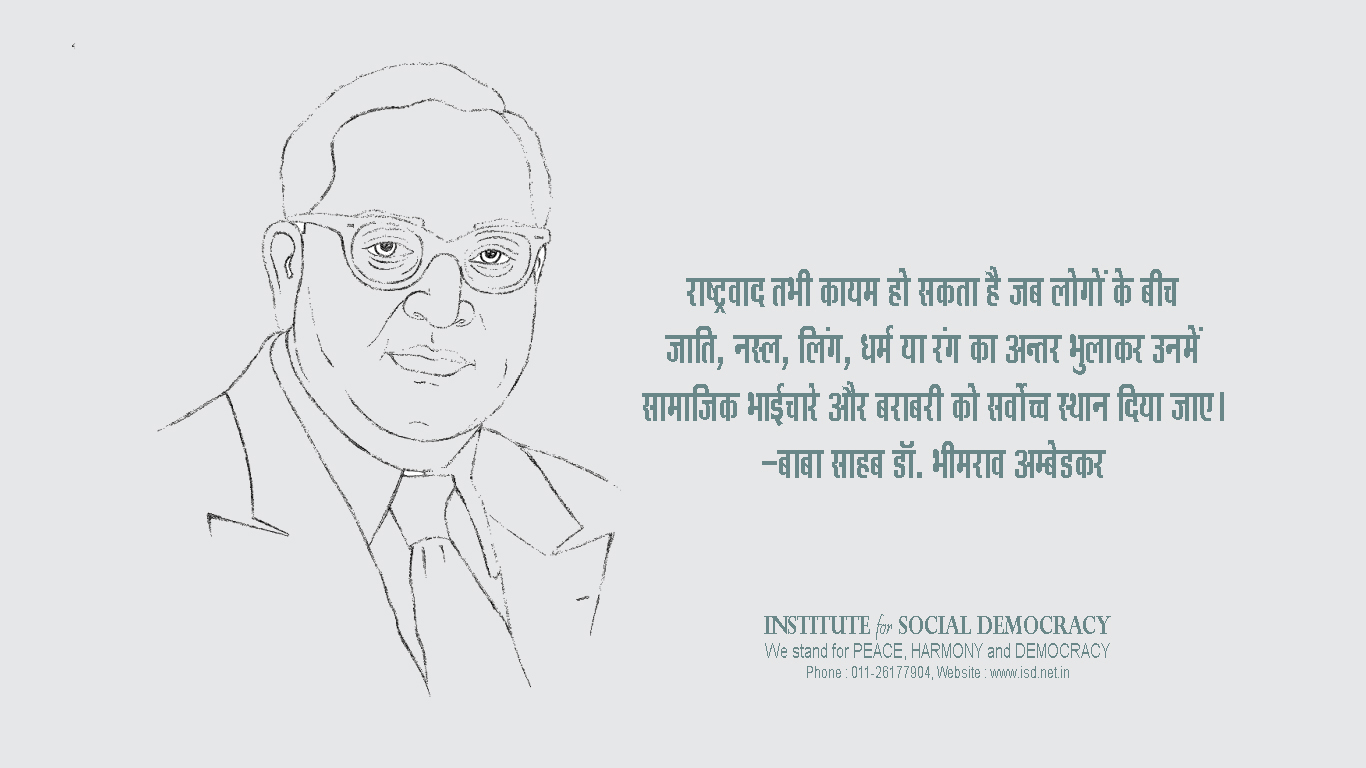 राष्ट्रवाद तभी कायम हो सकता है जब लोगों के बीच
जाति, नस्ल, लिंग, धर्म या रंग का अन्तर भुलाकर उनमें
सामाजिक भाईचारे और बराबरी को सर्वोच्च स्थान दिया जाए।
-बाबा साहब डॉ. भीमराव अम्बेडकर
INSTITUTE for SOCIAL DEMOCRACY
We stand for PEACE, HARMONY and DEMOCRACY
Phone : 011-26177904, Website : www.isd.net.in